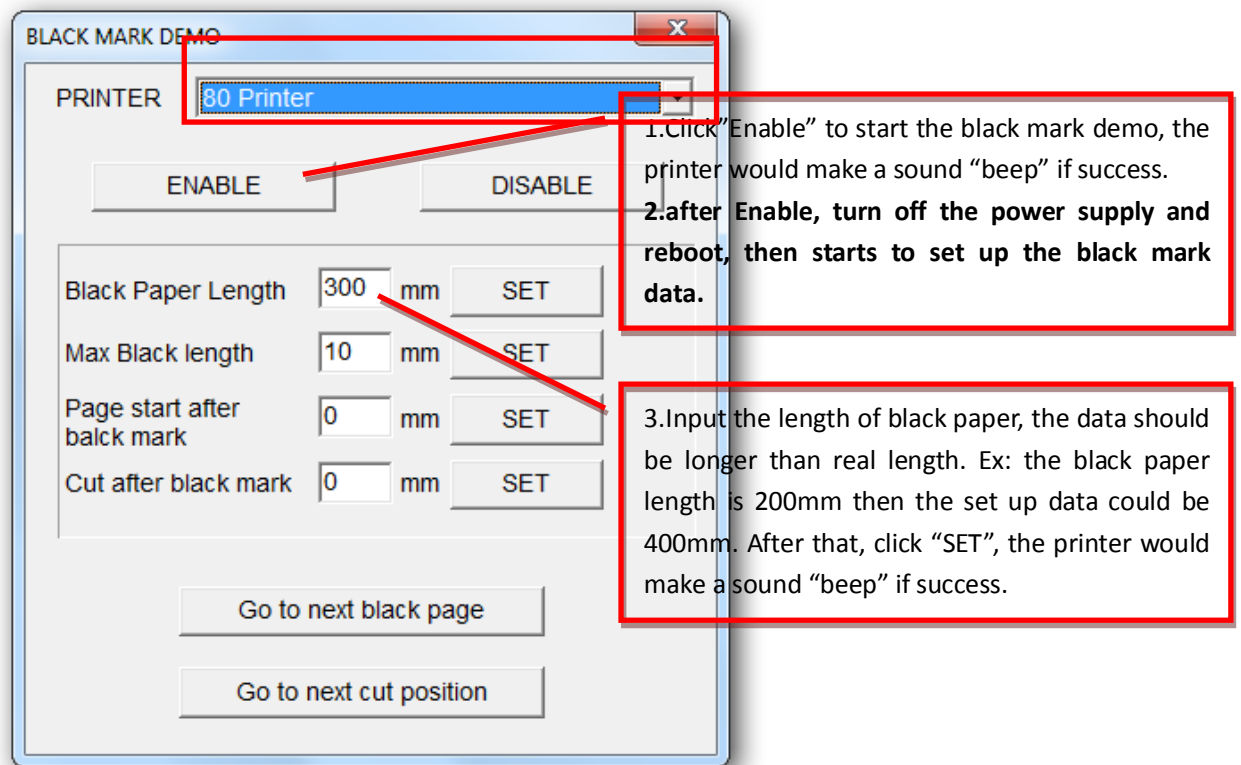 BLACK MARK DEMO
PRINTER 80 Printer
ENABLE DISABLE
Black Paper Length 300 mm SET
Max Black length 10 mm SET
Page start after
balck mark 0 mm SET
Cut after black mark 0 mm SET
Go to next black page
Go to next cut position
1.Click”Enable” to start the black mark demo, the
printer would make a sound “beep” if success.
2.after Enable, turn off the power supply and
reboot, then starts to set up the black mark
data.
3.Input the length of black paper, the data should
be longer than real length. Ex: the black paper
length is 200mm then the set up data could be
400mm. After that, click “SET”, the printer would
make a sound “beep” if success.